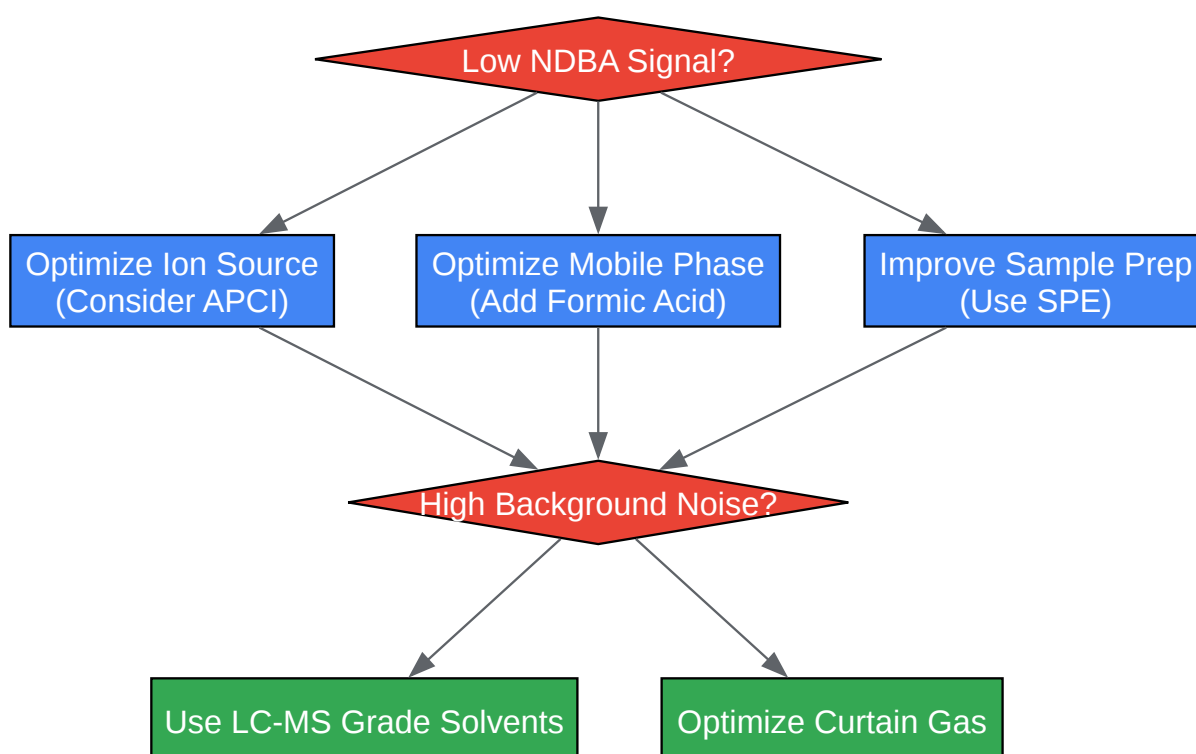 Low NDBA Signal?
Optimize Ion Source
(Consider APCI)
Optimize Mobile Phase
(Add Formic Acid)
Improve Sample Prep
(Use SPE)
High Background Noise?
Use LC-MS Grade Solvents
Optimize Curtain Gas